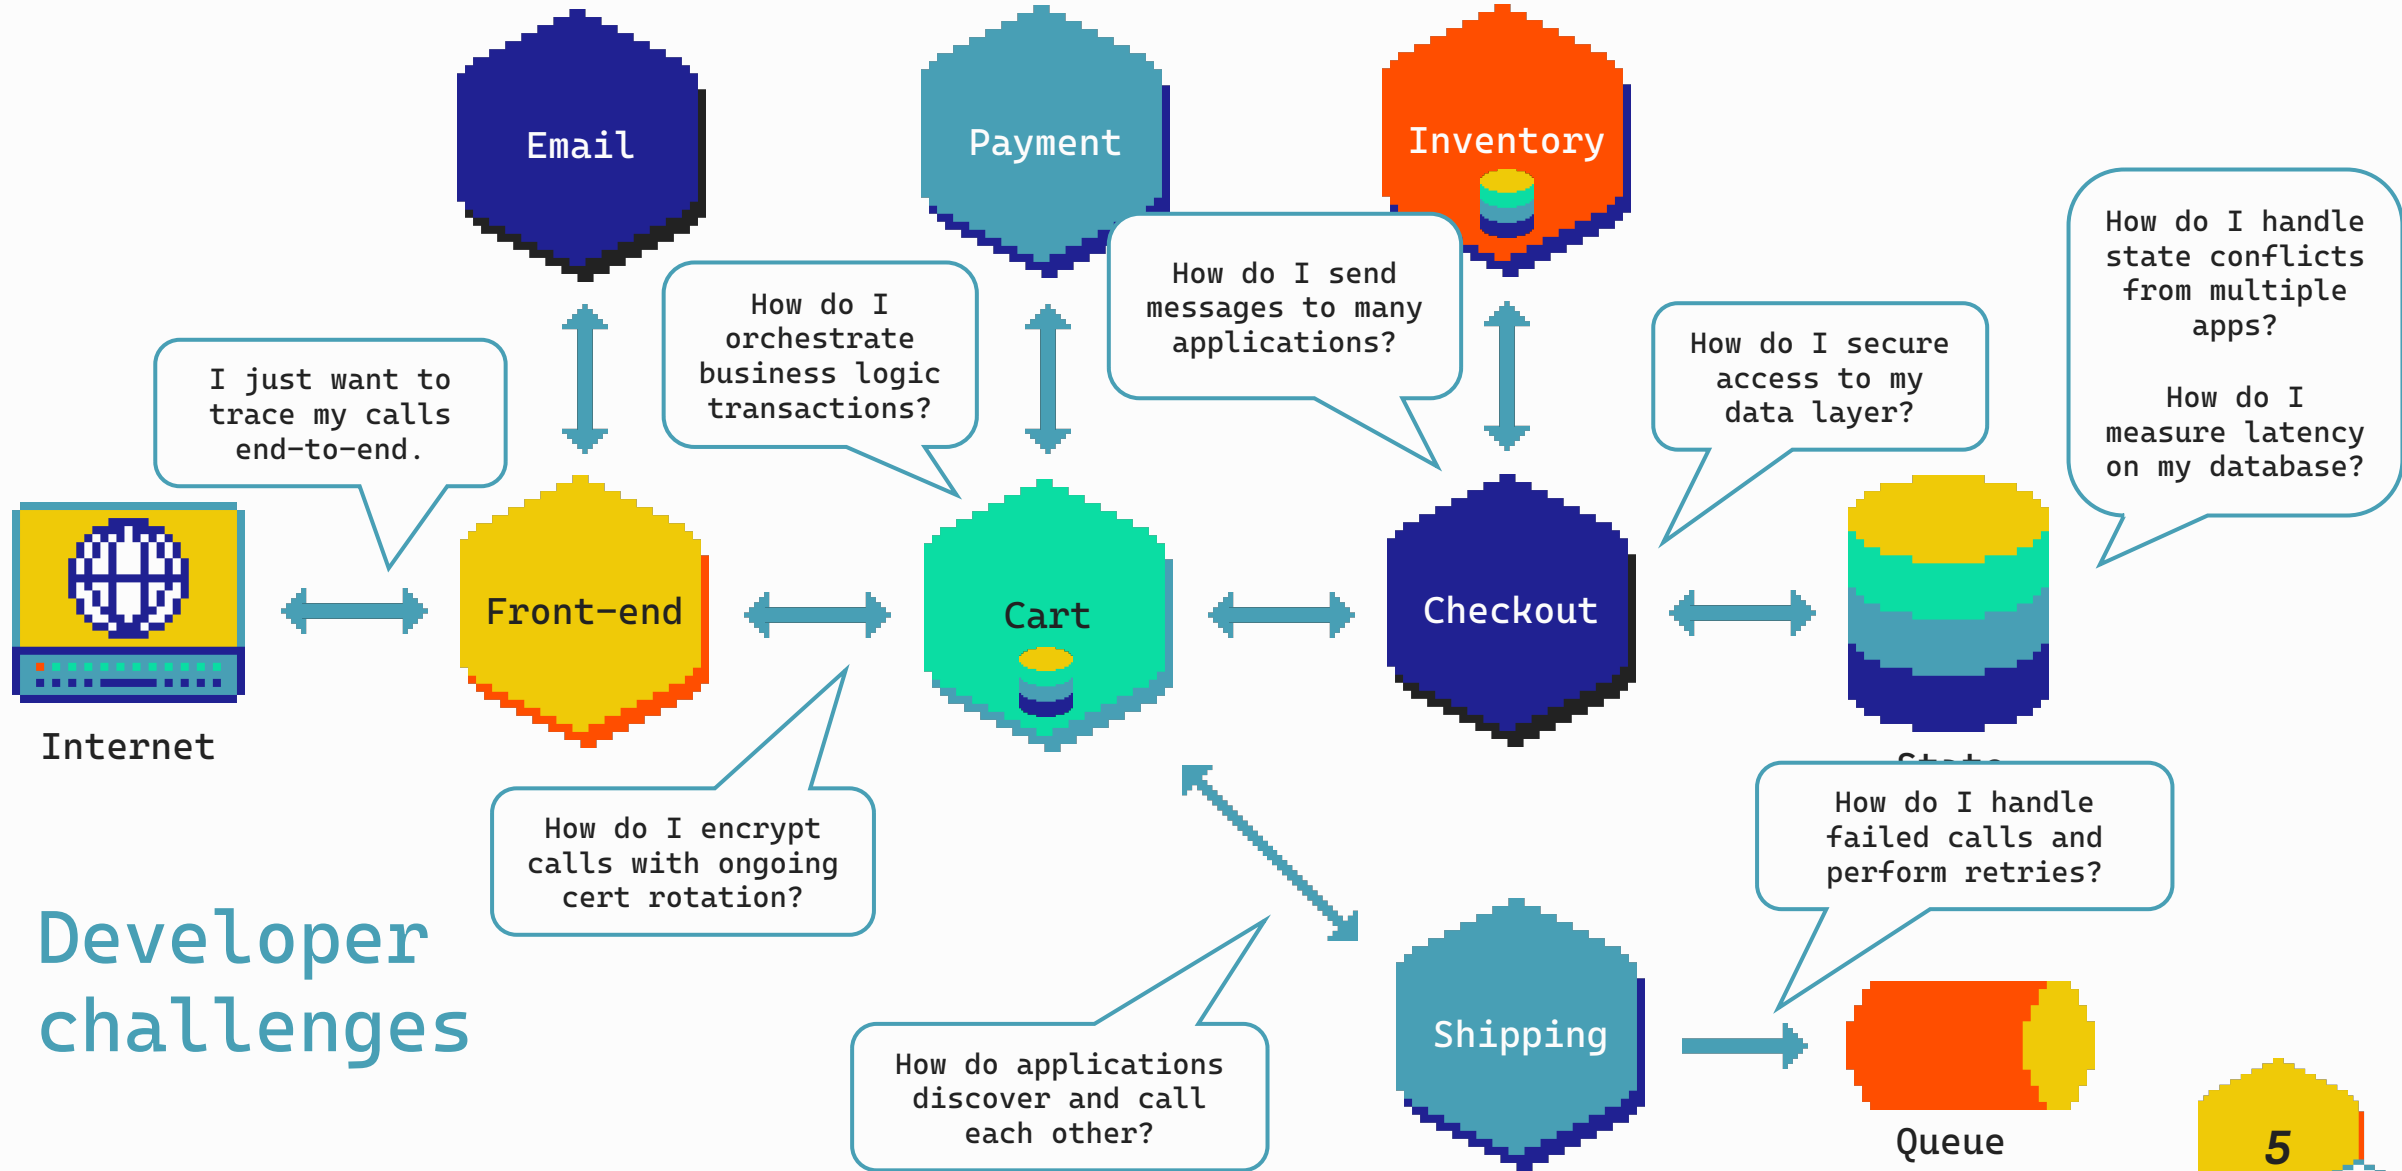 Email
Payment
Inventory
How do I handle
state conflicts
from multiple
apps?
How do I
measure latency
on my database?
How do I send
messages to many
applications?
How do I
orchestrate
business logic
transactions?
How do I secure
access to my
data layer?
I just want to
trace my calls
end-to-end.
Front-end
Cart
Checkout
Internet
How do I handle
failed calls and
perform retries?
How do I encrypt
calls with ongoing
cert rotation?
Developer
challenges
Shipping
How do applications
discover and call
each other?
Queue
5